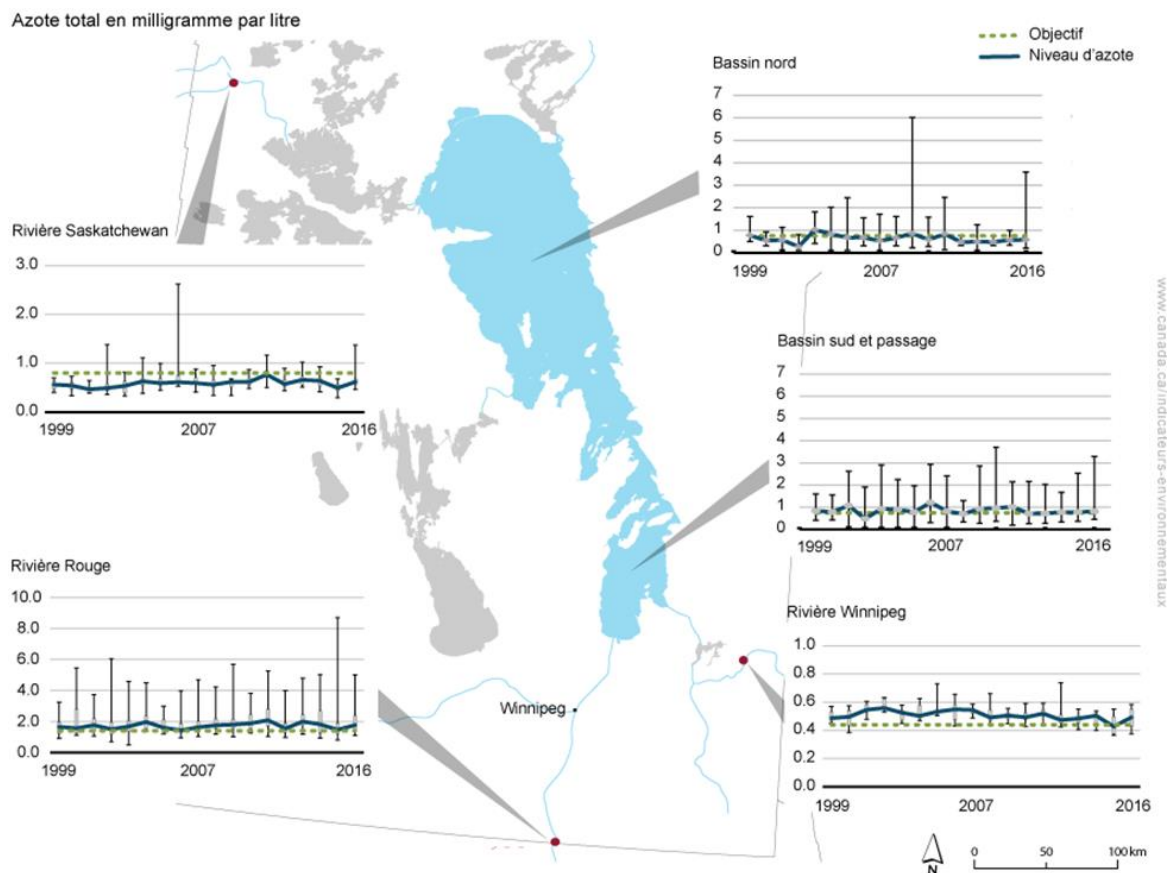 Azote total en milligramme par litre
Objectif
Niveau d'azote
Bassin nord
7
6
5
4
3
2
1
0
1999 2007 2016
Rivière Saskatchewan
3.0
2.0
1.0
0.0
1999 2007 2016
Bassin sud et passage
7
6
5
4
3
2
1
0
1999 2007 2016
Rivière Rouge
10.0
8.0
6.0
4.0
2.0
0.0
1999 2007 2016
Winnipeg
Rivière Winnipeg
1.0
0.8
0.6
0.4
0.2
0.0
1999 2007 2016
N
0 50 100 km
www.canada.ca/indicateurs-environnementaux